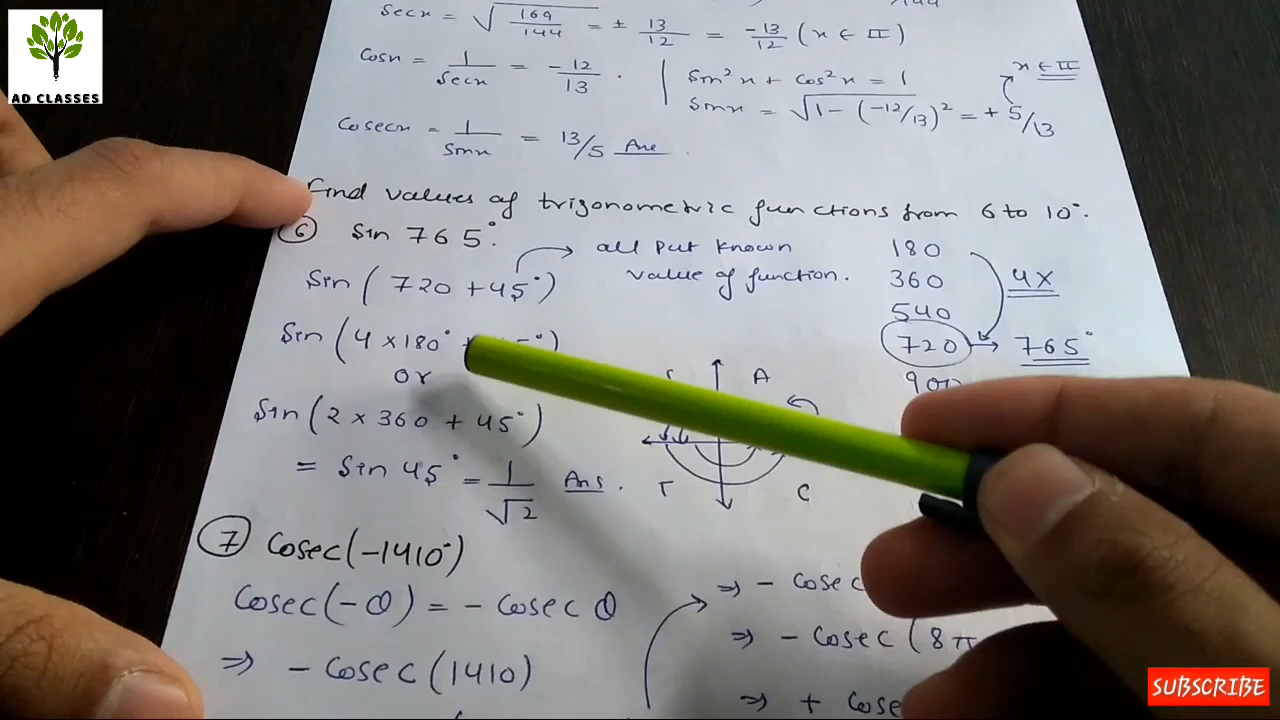 AD CLASSES
secx = √169/144 = ± 13/12 = -13/12 (x ∈ II)
Cosx = 1/secx = -12/13 .
Sin²x + cos²x = 1
x ∈ II
Sinx = √1 - (-12/13)² = + 5/13
Cosecx = 1/Sinx = 13/5 Ans .
Find values of trigonometric functions from 6 to 10.
6 Sin 765°.
Sin (720 + 45°)
all put known
value of function.
180
360
540
720 → 765°
4x
Sin (4 × 180°
or
Sin (2 × 360 + 45°)
= Sin 45° = 1/√2 Ans .
A
T C
7 Cosec(-1410°)
Cosec(-θ) = - cosec θ
⇒ - Cosec (1410)
⇒ - Cosec
⇒ - Cosec (8π
⇒ + Cose
SUBSCRIBE